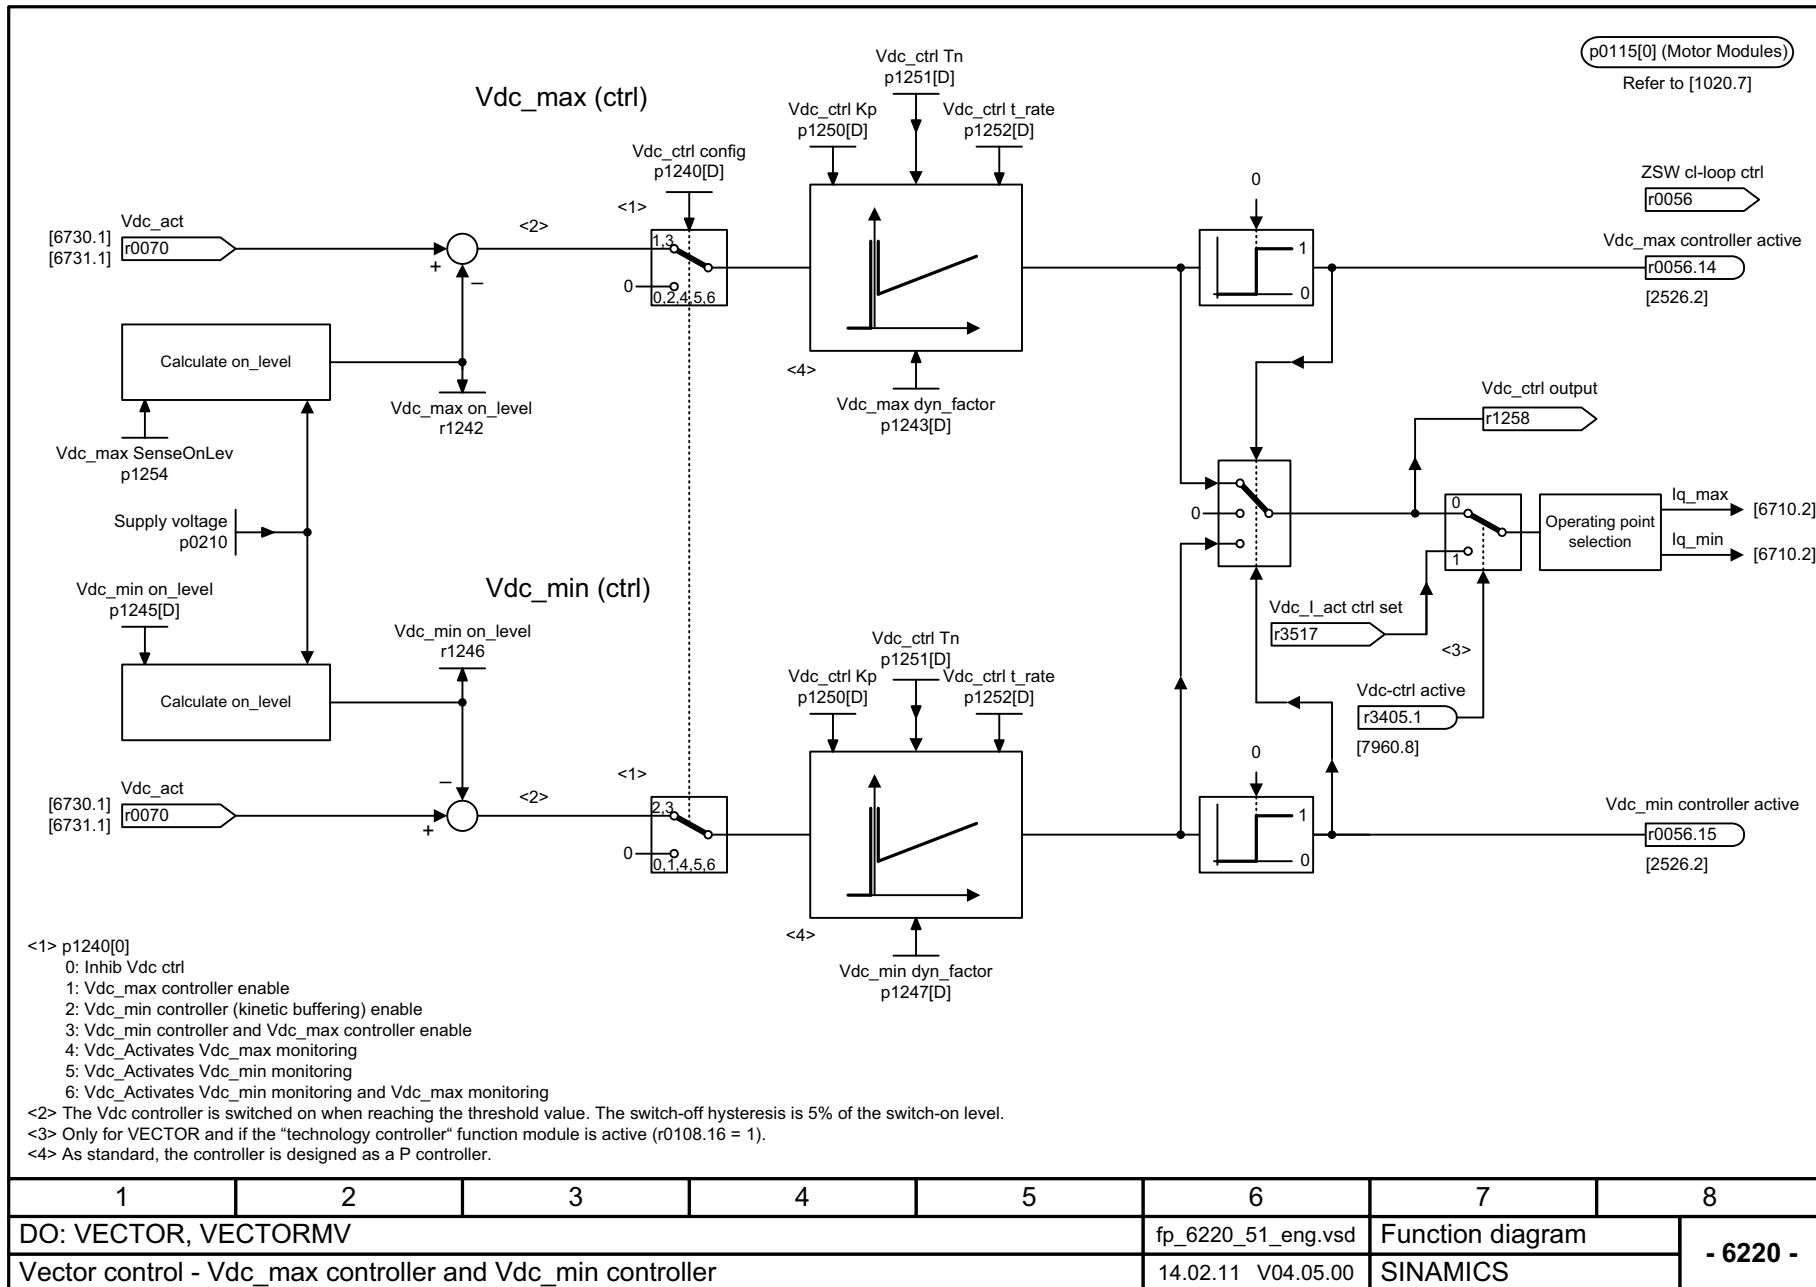 p0115[0] (Motor Modules)
Refer to [1020.7]
Vdc_max (ctrl)
Vdc_ctrl Tn
p1251[D]
Vdc_ctrl Kp
p1250[D]
Vdc_ctrl t_rate
p1252[D]
Vdc_ctrl config
p1240[D]
<1>
<2>
[6730.1]
[6731.1]
Vdc_act
r0070
+
–
1,3
0
0,2,4,5,6
0
1
0
ZSW cl-loop ctrl
r0056
Vdc_max controller active
r0056.14
[2526.2]
Calculate on_level
Vdc_max on_level
r1242
Vdc_max SenseOnLev
p1254
<4>
Vdc_max dyn_factor
p1243[D]
Vdc_ctrl output
r1258
Supply voltage
p0210
0
0
1
Operating point
selection
Iq_max
[6710.2]
Iq_min
[6710.2]
Vdc_min (ctrl)
Vdc_min on_level
p1245[D]
Vdc_min on_level
r1246
Calculate on_level
Vdc_I_act ctrl set
r3517
<3>
Vdc-ctrl active
r3405.1
[7960.8]
Vdc_ctrl Tn
p1251[D]
Vdc_ctrl Kp
p1250[D]
Vdc_ctrl t_rate
p1252[D]
<1>
<2>
[6730.1]
[6731.1]
Vdc_act
r0070
–
+
2,3
0
0,1,4,5,6
0
1
0
Vdc_min controller active
r0056.15
[2526.2]
<4>
Vdc_min dyn_factor
p1247[D]
<1> p1240[0]
0: Inhib Vdc ctrl
1: Vdc_max controller enable
2: Vdc_min controller (kinetic buffering) enable
3: Vdc_min controller and Vdc_max controller enable
4: Vdc_Activates Vdc_max monitoring
5: Vdc_Activates Vdc_min monitoring
6: Vdc_Activates Vdc_min monitoring and Vdc_max monitoring
<2> The Vdc controller is switched on when reaching the threshold value. The switch-off hysteresis is 5% of the switch-on level.
<3> Only for VECTOR and if the “technology controller“ function module is active (r0108.16 = 1).
<4> As standard, the controller is designed as a P controller.
1 2 3 4 5 6 7 8
DO: VECTOR, VECTORMV
fp_6220_51_eng.vsd
Function diagram
- 6220 -
Vector control - Vdc_max controller and Vdc_min controller
14.02.11 V04.05.00
SINAMICS